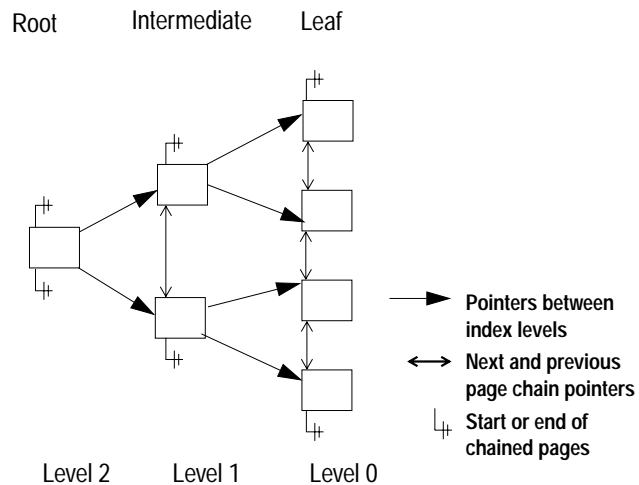 Root
Intermediate
Leaf
Pointers between
index levels
Next and previous
page chain pointers
Start or end of
chained pages
Level 2
Level 1
Level 0